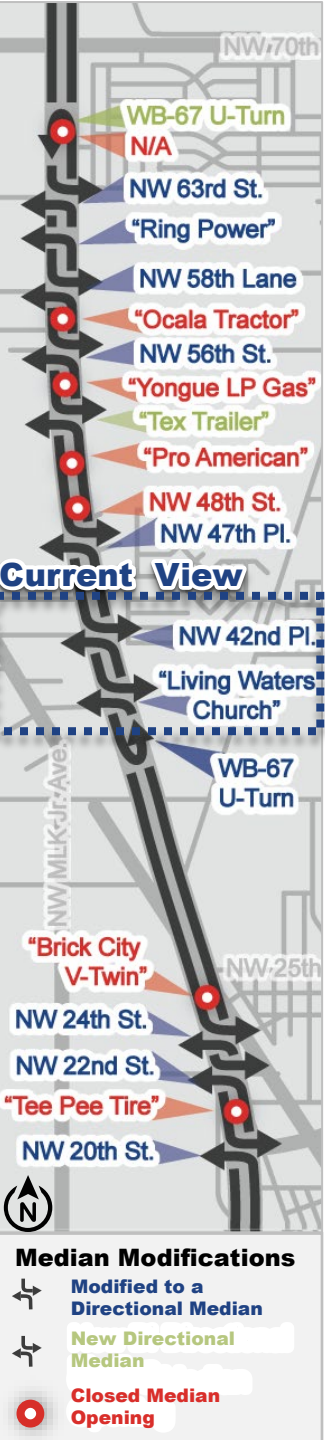 NW 70th
WB-67 U-Turn
N/A
NW 63rd St.
“Ring Power”
NW 58th Lane
“Ocala Tractor”
NW 56th St.
“Yongue LP Gas”
“Tex Trailer”
“Pro American”
NW 48th St.
NW 47th Pl.
Current View
NW 42nd Pl.
“Living Waters
Church”
WB-67
U-Turn
NW MLK Jr. Ave.
“Brick City
V-Twin”
NW 25th
NW 24th St.
NW 22nd St.
“Tee Pee Tire”
NW 20th St.
N
Median Modifications
Modified to a
Directional Median
New Directional
Median
Closed Median
Opening